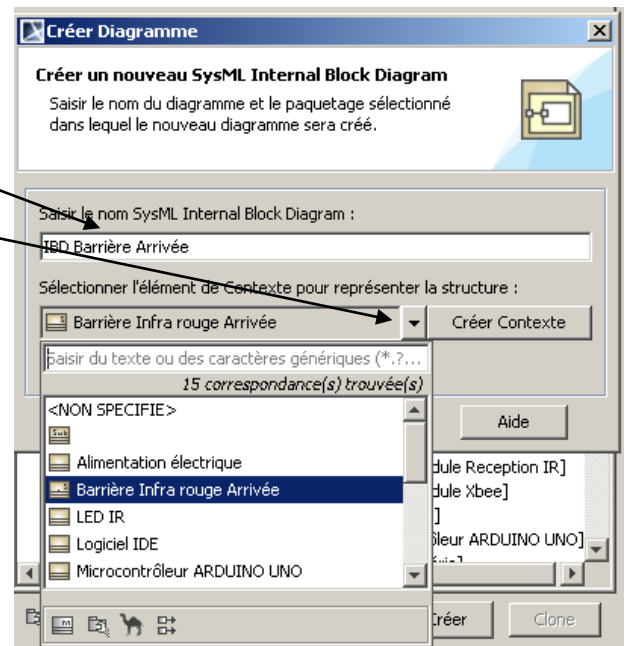 Créer Diagramme
Créer un nouveau SysML Internal Block Diagram
Saisir le nom du diagramme et le paquetage sélectionné
dans lequel le nouveau diagramme sera créé.
Saisir le nom SysML Internal Block Diagram :
IBD Barrière Arrivée
Sélectionner l'élément de Contexte pour représenter la structure :
Barrière Infra rouge Arrivée
Créer Contexte
Saisir du texte ou des caractères génériques (*.?...
15 correspondance(s) trouvée(s)
<NON SPECIFIE>
Aide
Alimentation électrique
Barrière Infra rouge Arrivée
LED IR
Logiciel IDE
Microcontrôleur ARDUINO UNO
Reception IR]
Xbee]
]
ARDUINO UNO]
Créer
Clone